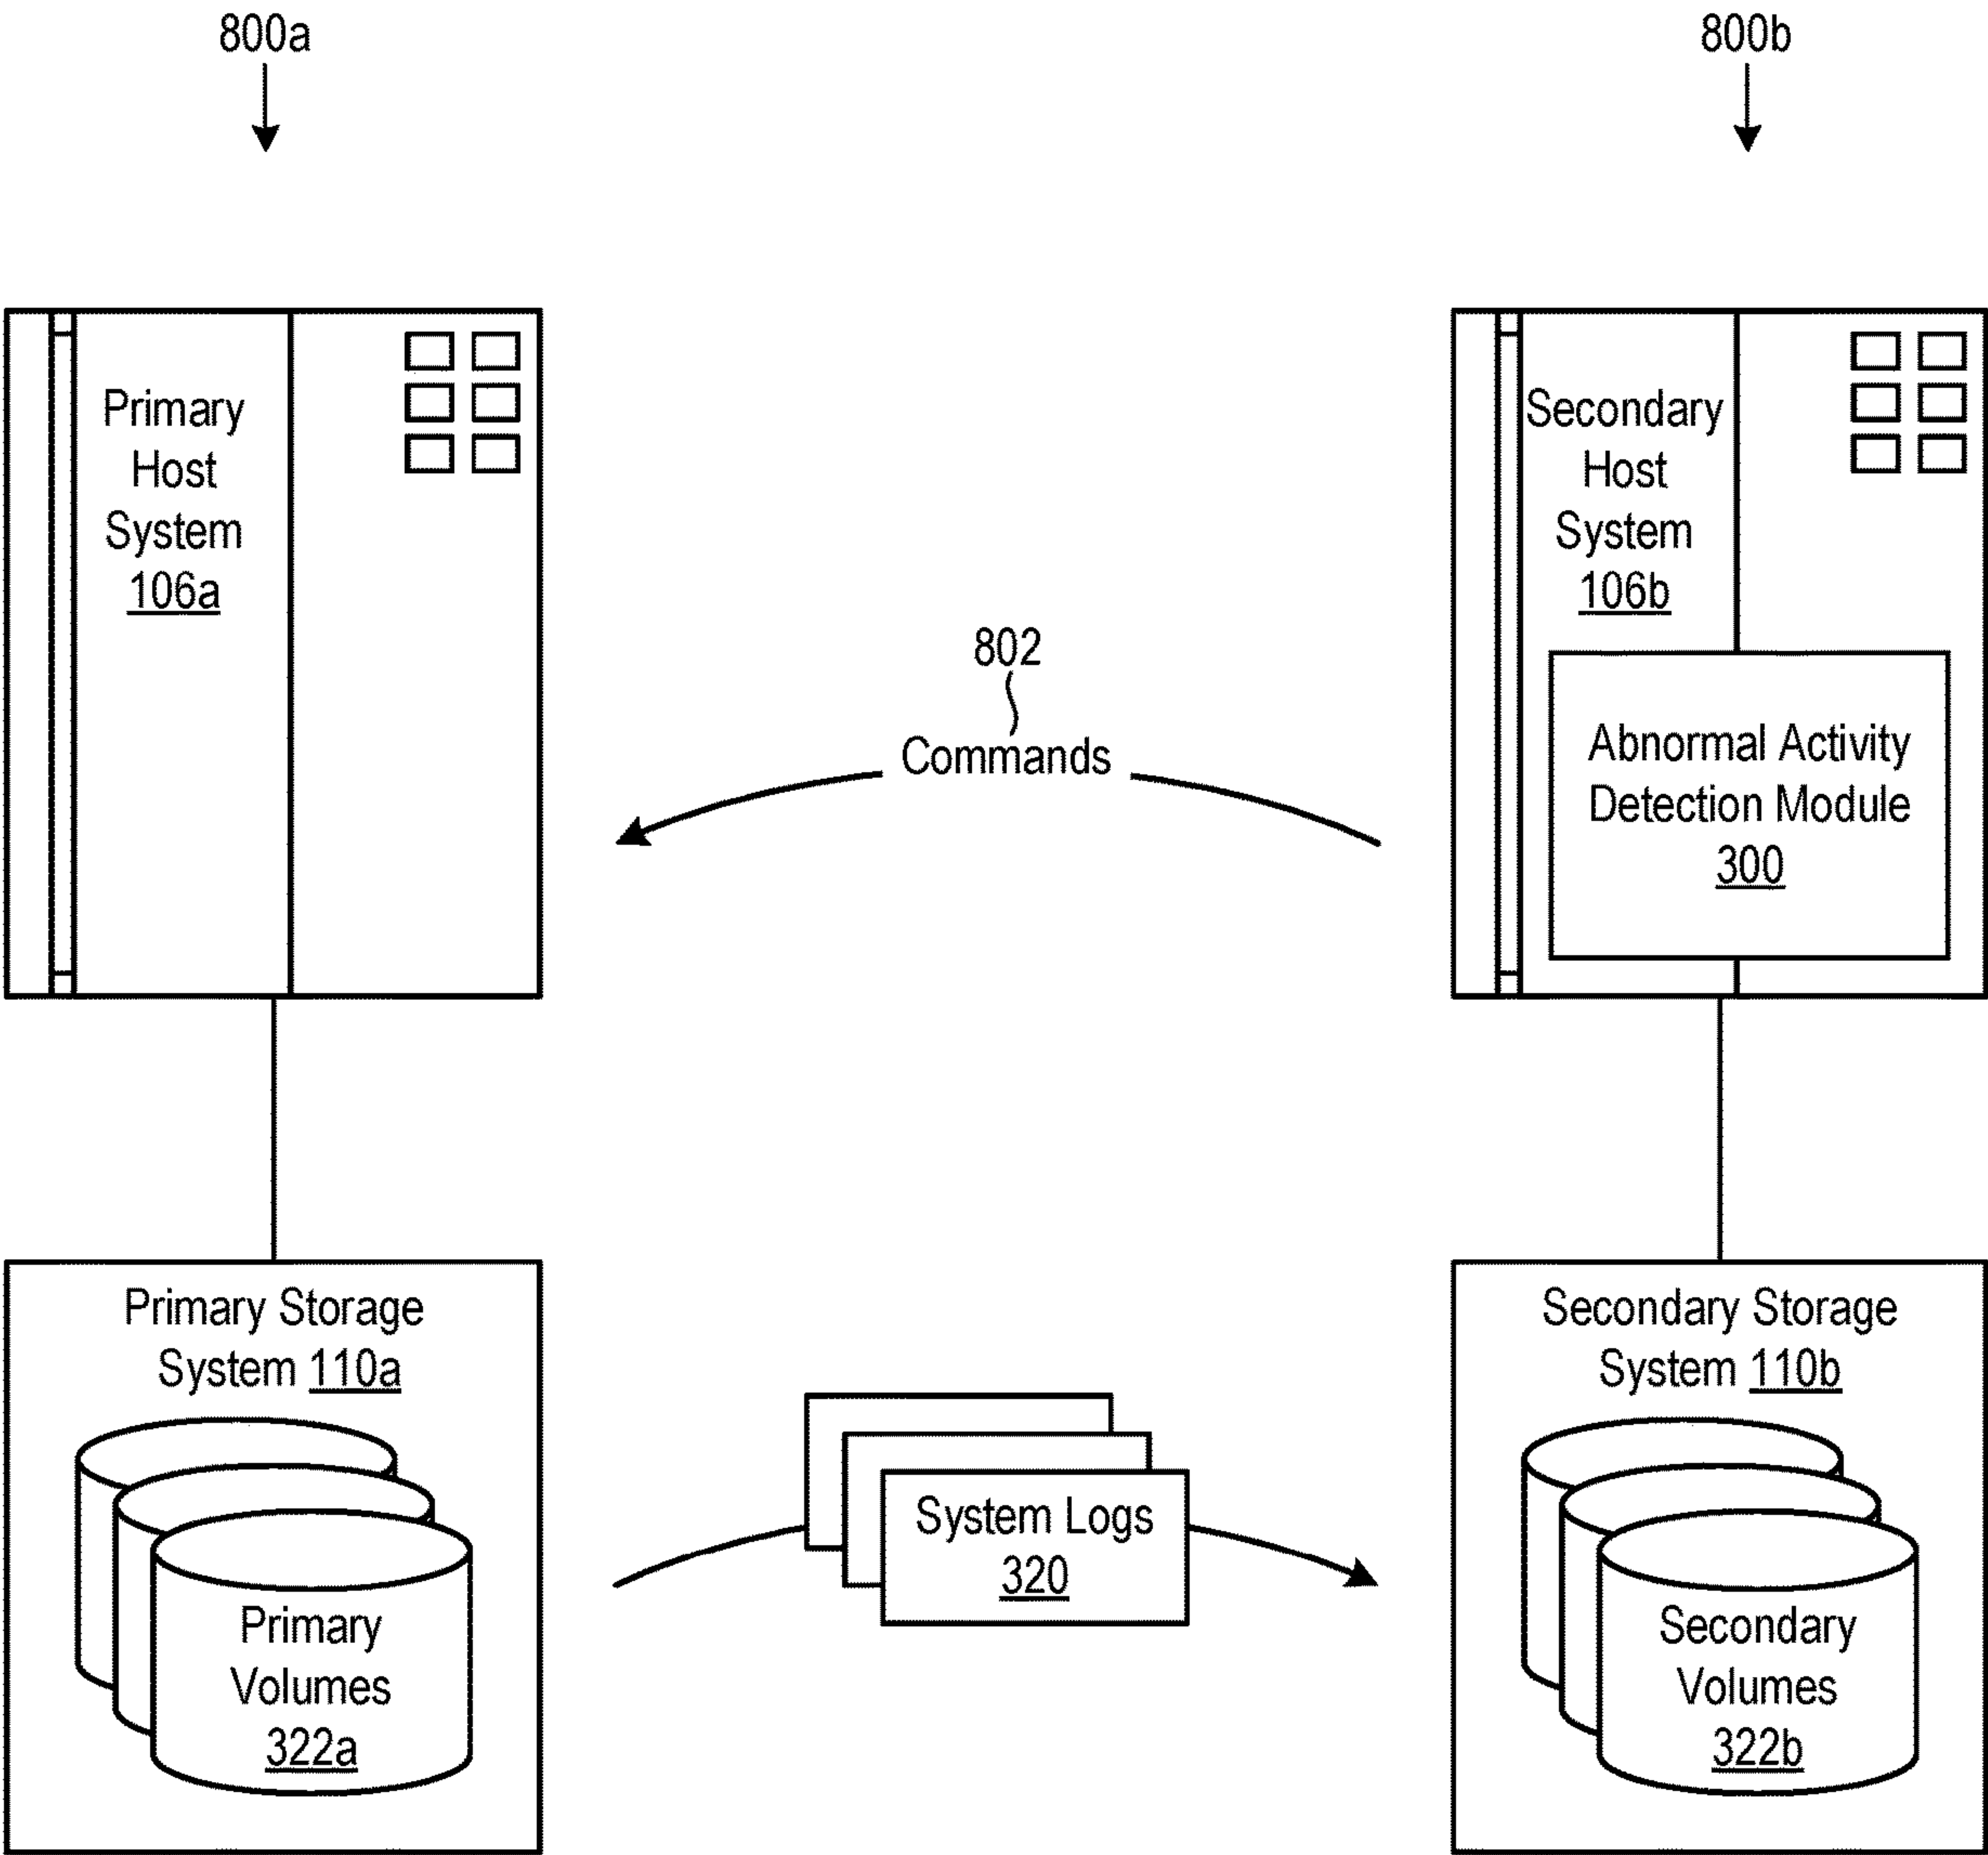 800a
800b
Primary
Host
System
106a
Secondary
Host
System
106b
802
Commands
Abnormal Activity
Detection Module
300
Primary Storage
System 110a
Primary
Volumes
322a
System Logs
320
Secondary Storage
System 110b
Secondary
Volumes
322b